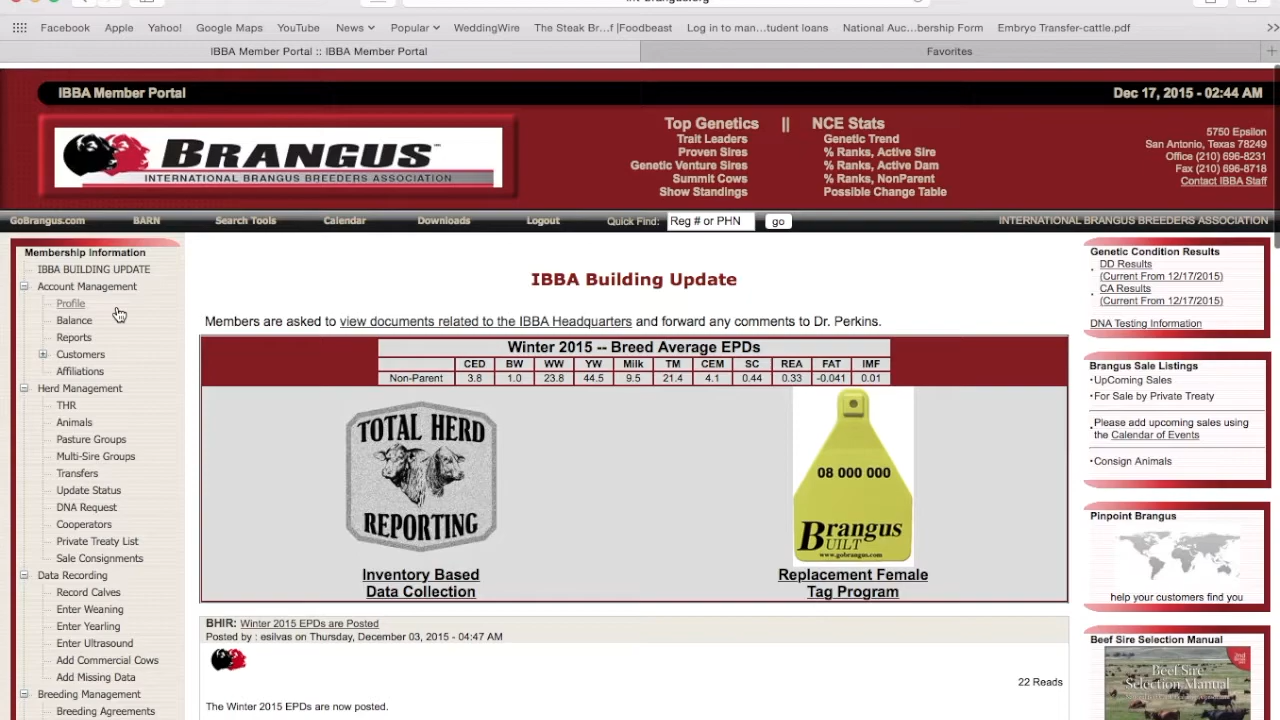 Facebook Apple Yahoo! Google Maps YouTube News Popular WeddingWire The Steak Br...f |Foodbeast Log in to man...tudent loans National Auc...bership Form Embryo Transfer-cattle.pdf
IBBA Member Portal :: IBBA Member Portal
Favorites
IBBA Member Portal
Dec 17, 2015 - 02:44 AM
BRANGUS
INTERNATIONAL BRANGUS BREEDERS ASSOCIATION
Top Genetics || NCE Stats
Trait Leaders Genetic Trend
Proven Sires % Ranks, Active Sire
Genetic Venture Sires % Ranks, Active Dam
Summit Cows % Ranks, NonParent
Show Standings Possible Change Table
5750 Epsilon
San Antonio, Texas 78249
Office (210) 696-8231
Fax (210) 696-8718
Contact IBBA Staff
GoBrangus.com BARN Search Tools Calendar Downloads Logout Quick Find: Reg # or PHN go INTERNATIONAL BRANGUS BREEDERS ASSOCIATION
Membership Information
IBBA BUILDING UPDATE
Account Management
Profile
Balance
Reports
Customers
Affiliations
Herd Management
THR
Animals
Pasture Groups
Multi-Sire Groups
Transfers
Update Status
DNA Request
Cooperators
Private Treaty List
Sale Consignments
Data Recording
Record Calves
Enter Weaning
Enter Yearling
Enter Ultrasound
Add Commercial Cows
Add Missing Data
Breeding Management
Breeding Agreements
IBBA Building Update
Members are asked to view documents related to the IBBA Headquarters and forward any comments to Dr. Perkins.
Winter 2015 -- Breed Average EPDs
CED BW WW YW Milk TM CEM SC REA FAT IMF
Non-Parent 3.8 1.0 23.8 44.5 9.5 21.4 4.1 0.44 0.33 -0.041 0.01
TOTAL HERD
REPORTING
08 000 000
Brangus
BUILT
www.gobrangus.com
Inventory Based
Data Collection
Replacement Female
Tag Program
BHIR: Winter 2015 EPDs are Posted
Posted by : esilvas on Thursday, December 03, 2015 - 04:47 AM
22 Reads
The Winter 2015 EPDs are now posted.
Genetic Condition Results
DD Results
(Current From 12/17/2015)
CA Results
(Current From 12/17/2015)
DNA Testing Information
Brangus Sale Listings
·UpComing Sales
·For Sale by Private Treaty
·Please add upcoming sales using
the Calendar of Events
·Consign Animals
Pinpoint Brangus
help your customers find you
Beef Sire Selection Manual
Beef Sire
Selection Manual